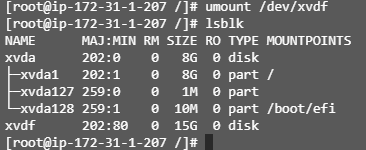 [root@ip-172-31-1-207 /]# umount /dev/xvdf
[root@ip-172-31-1-207 /]# lsblk
NAME      MAJ:MIN RM SIZE RO TYPE MOUNTPOINTS
xvda      202:0    0   8G  0 disk
├─xvda1   202:1    0   8G  0 part /
├─xvda127 259:0    0   1M  0 part
└─xvda128 259:1    0  10M  0 part /boot/efi
xvdf      202:80   0  15G  0 disk
[root@ip-172-31-1-207 /]#